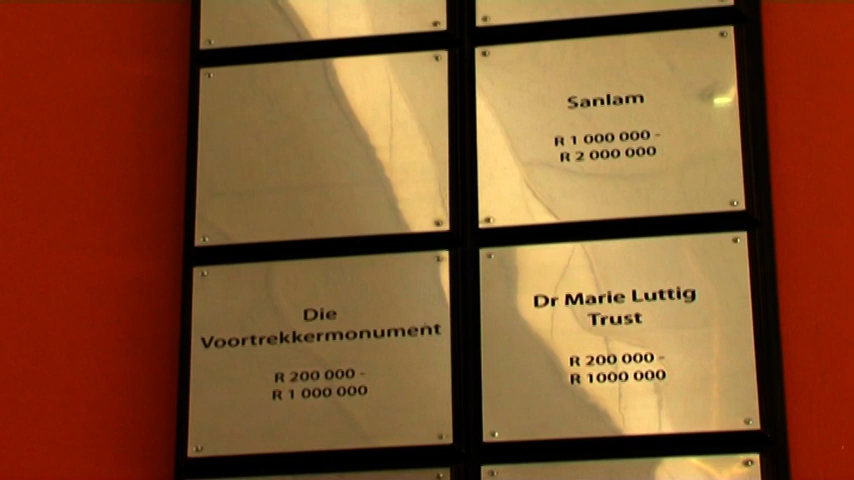 Sanlam
R 1 000 000 -
R 2 000 000
Die
Voortrekkermonument
R 200 000 -
R 1 000 000
Dr Marie Luttig
Trust
R 200 000 -
R 1000 000